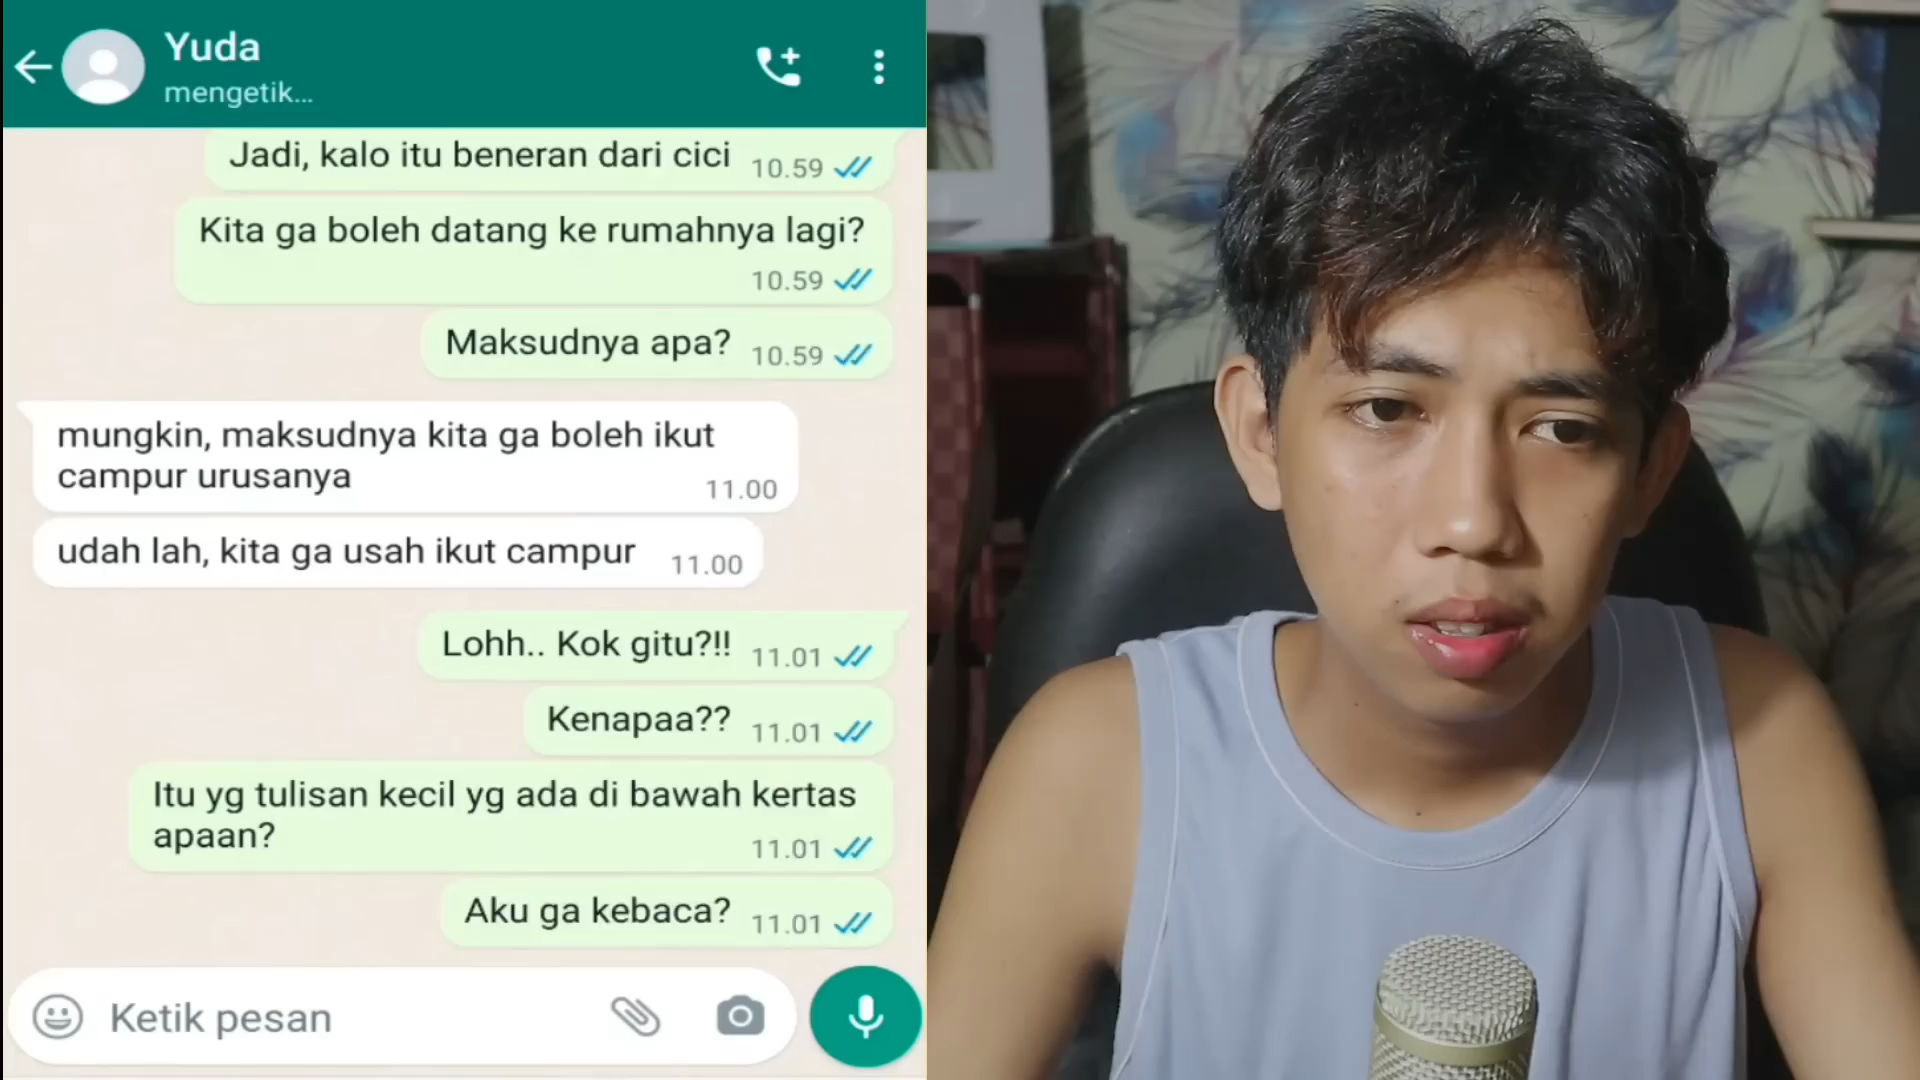 Yuda
mengetik...
Jadi, kalo itu beneran dari cici 10.59
Kita ga boleh datang ke rumahnya lagi?
10.59
Maksudnya apa? 10.59
mungkin, maksudnya kita ga boleh ikut
campur urusanya 11.00
udah lah, kita ga usah ikut campur 11.00
Lohh.. Kok gitu?!! 11.01
Kenapaa?? 11.01
Itu yg tulisan kecil yg ada di bawah kertas
apaan? 11.01
Aku ga kebaca? 11.01
Ketik pesan